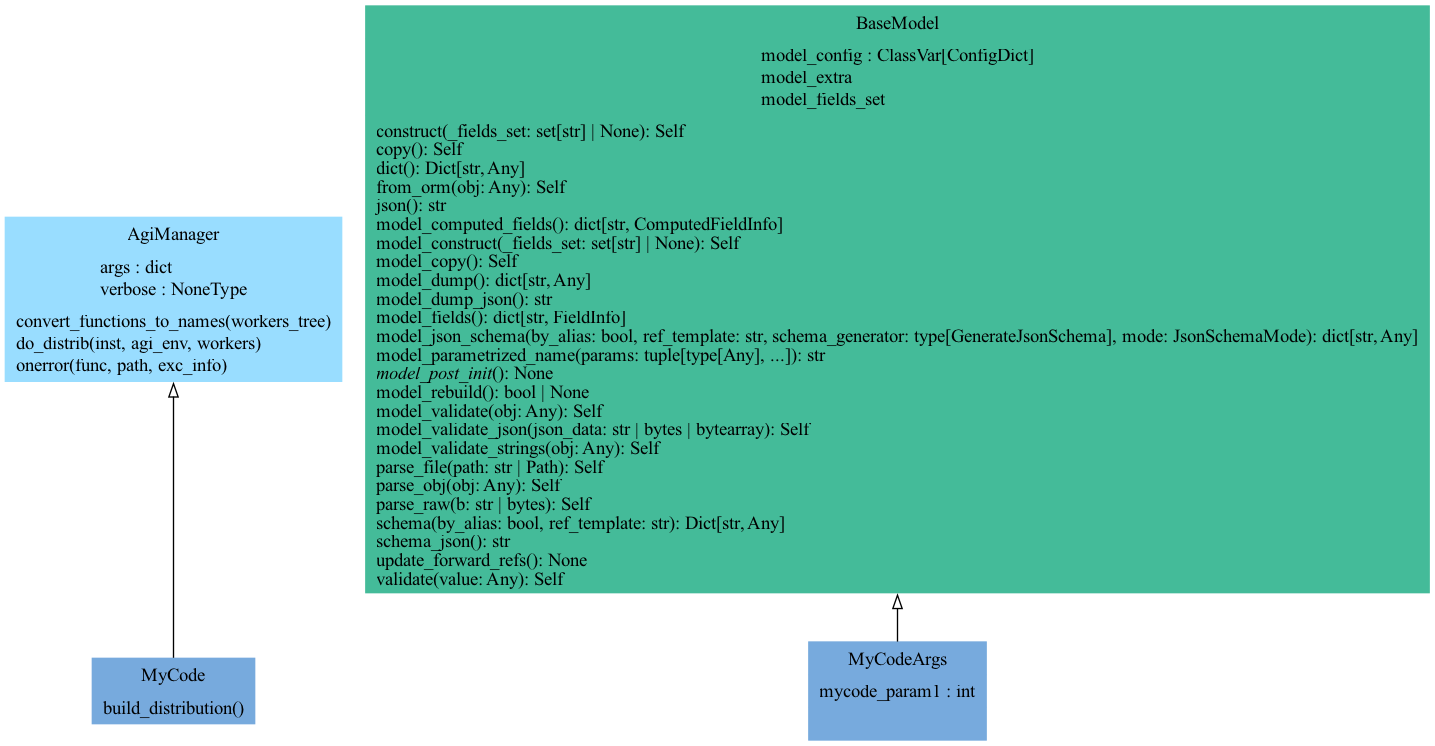 BaseModel
model_config : ClassVar[ConfigDict]
model_extra
model_fields_set
construct(_fields_set: set[str] | None): Self
copy(): Self
dict(): Dict[str, Any]
from_orm(obj: Any): Self
json(): str
model_computed_fields(): dict[str, ComputedFieldInfo]
model_construct(_fields_set: set[str] | None): Self
model_copy(): Self
model_dump(): dict[str, Any]
model_dump_json(): str
model_fields(): dict[str, FieldInfo]
model_json_schema(by_alias: bool, ref_template: str, schema_generator: type[GenerateJsonSchema], mode: JsonSchemaMode): dict[str, Any]
model_parametrized_name(params: tuple[type[Any], ...]): str
model_post_init(): None
model_rebuild(): bool | None
model_validate(obj: Any): Self
model_validate_json(json_data: str | bytes | bytearray): Self
model_validate_strings(obj: Any): Self
parse_file(path: str | Path): Self
parse_obj(obj: Any): Self
parse_raw(b: str | bytes): Self
schema(by_alias: bool, ref_template: str): Dict[str, Any]
schema_json(): str
update_forward_refs(): None
validate(value: Any): Self
AgiManager
args : dict
verbose : NoneType
convert_functions_to_names(workers_tree)
do_distrib(inst, agi_env, workers)
onerror(func, path, exc_info)
MyCode
build_distribution()
MyCodeArgs
mycode_param1 : int